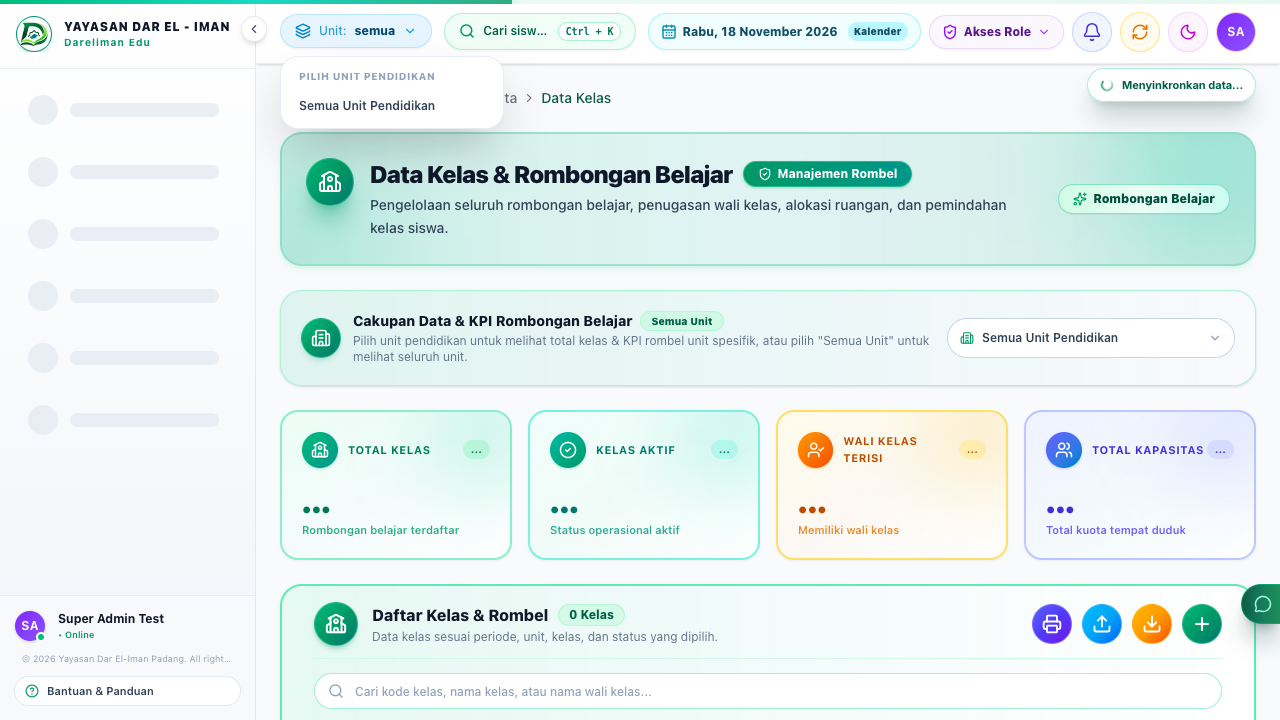 YAYASAN DAR EL - IMAN
Dareliman Edu
Unit: semua
Cari sisw...
Ctrl + K
Rabu, 18 November 2026
Kalender
Akses Role
SA
PILIH UNIT PENDIDIKAN
Semua Unit Pendidikan
ta
Data Kelas
Menyinkronkan data...
Data Kelas & Rombongan Belajar
Manajemen Rombel
Pengelolaan seluruh rombongan belajar, penugasan wali kelas, alokasi ruangan, dan pemindahan
kelas siswa.
Rombongan Belajar
Cakupan Data & KPI Rombongan Belajar
Semua Unit
Pilih unit pendidikan untuk melihat total kelas & KPI rombel unit spesifik, atau pilih "Semua Unit" untuk
melihat seluruh unit.
Semua Unit Pendidikan
TOTAL KELAS
...
•••
Rombongan belajar terdaftar
KELAS AKTIF
...
•••
Status operasional aktif
WALI KELAS
TERISI
...
•••
Memiliki wali kelas
TOTAL KAPASITAS
...
•••
Total kuota tempat duduk
Daftar Kelas & Rombel
0 Kelas
Data kelas sesuai periode, unit, kelas, dan status yang dipilih.
Cari kode kelas, nama kelas, atau nama wali kelas...
SA
Super Admin Test
• Online
© 2026 Yayasan Dar El-Iman Padang. All right...
Bantuan & Panduan